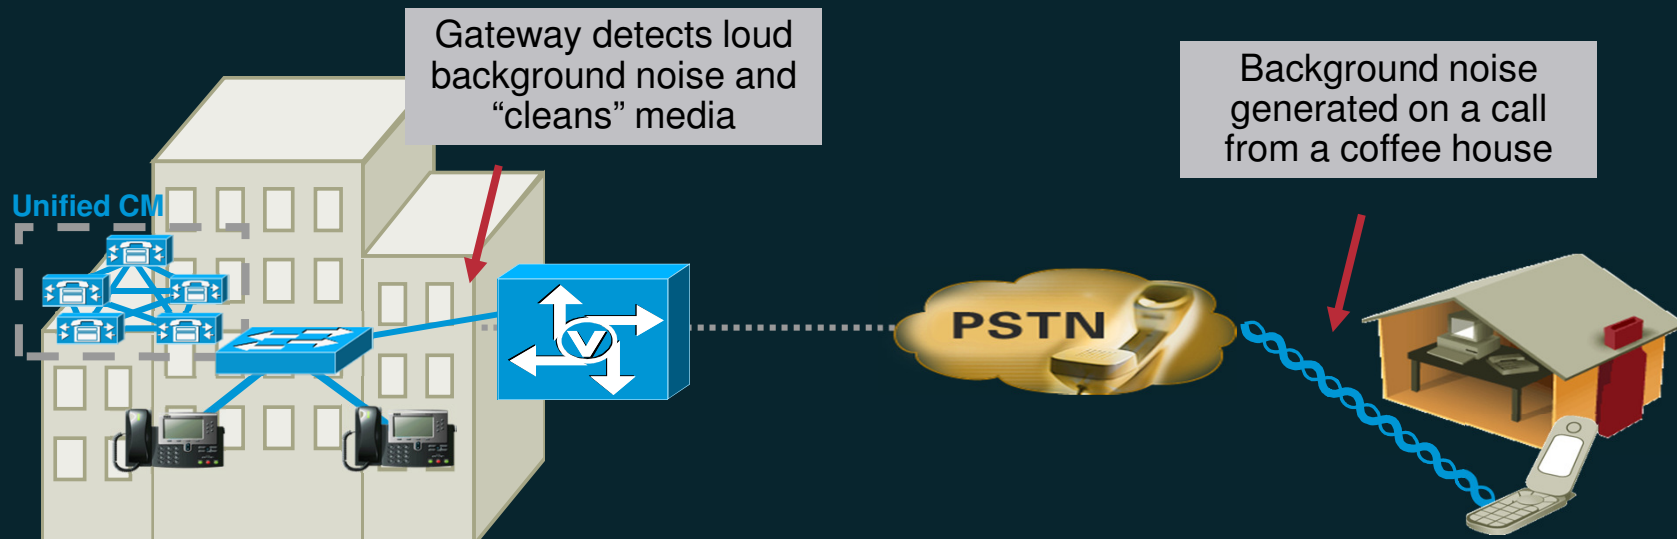 Gateway detects loud
background noise and
“cleans” media
Background noise
generated on a call
from a coffee house
Unified CM
V
PSTN